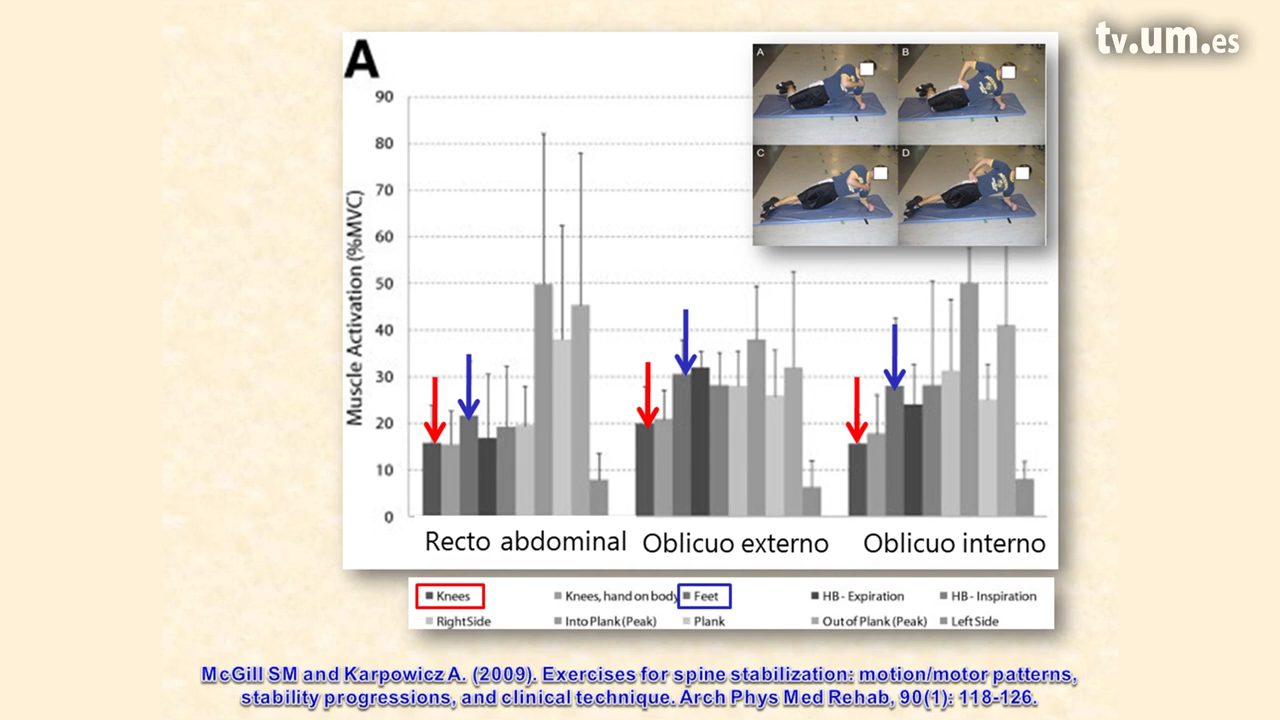 tv.um.es
A
A
B
C
D
Muscle Activation (%MVC)
90
80
70
60
50
40
30
20
10
0
Recto abdominal
Oblicuo externo
Oblicuo interno
Knees
Knees, hand on body
Feet
HB - Expiration
HB - Inspiration
Right Side
Into Plank (Peak)
Plank
Out of Plank (Peak)
Left Side
McGill SM and Karpowicz A. (2009). Exercises for spine stabilization: motion/motor patterns,
stability progressions, and clinical technique. Arch Phys Med Rehab, 90(1): 118-126.